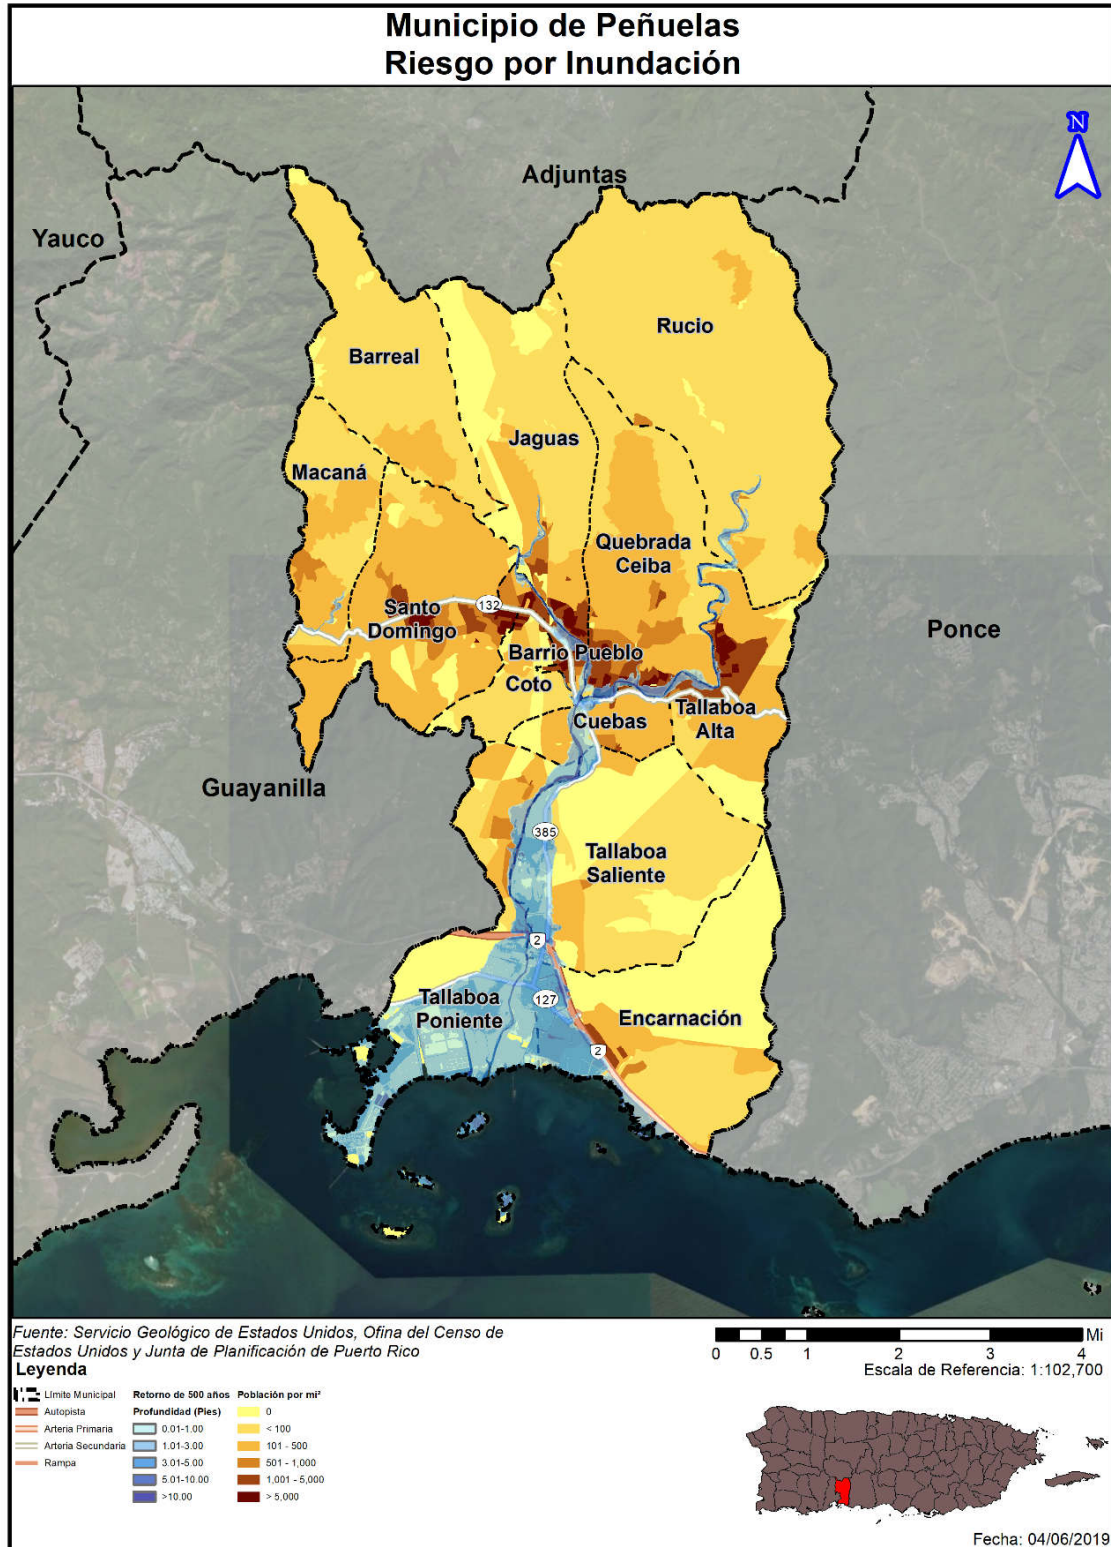 Municipio de Peñuelas
Riesgo por Inundación
N
Adjuntas
Yauco
Rucio
Barreal
Jaguas
Macaná
Quebrada
Ceiba
Santo
Domingo
132
Ponce
Barrio Pueblo
Coto
Cuebas
Tallaboa
Alta
Guayanilla
385
Tallaboa
Saliente
2
Tallaboa
Poniente
127
Encarnación
2
Fuente: Servicio Geológico de Estados Unidos, Ofina del Censo de
Estados Unidos y Junta de Planificación de Puerto Rico
Leyenda
Límite Municipal
Autopista
Arteria Primaria
Arteria Secundaria
Rampa
Retorno de 500 años
Profundidad (Pies)
0.01-1.00
1.01-3.00
3.01-5.00
5.01-10.00
>10.00
Población por mi²
0
< 100
101 - 500
501 - 1,000
1,001 - 5,000
> 5,000
Mi
0 0.5 1 2 3 4
Escala de Referencia: 1:102,700
Fecha: 04/06/2019